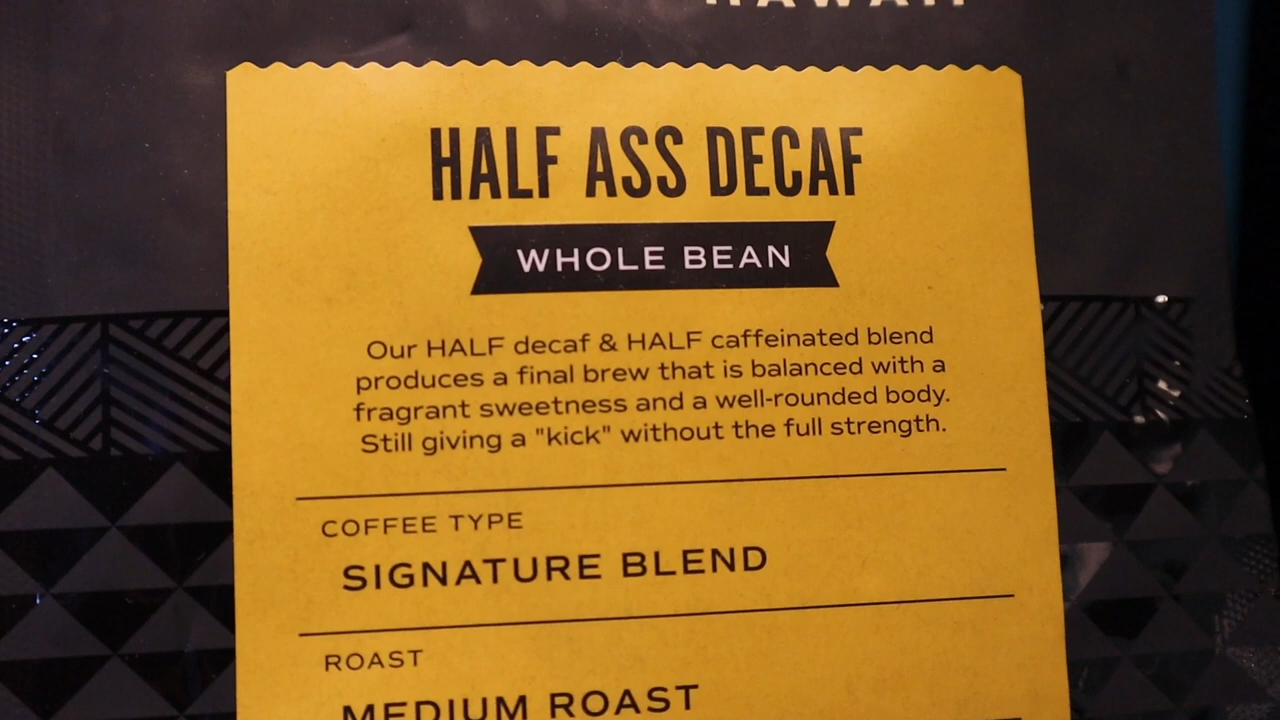 HAWAII
HALF ASS DECAF
WHOLE BEAN
Our HALF decaf & HALF caffeinated blend
produces a final brew that is balanced with a
fragrant sweetness and a well-rounded body.
Still giving a "kick" without the full strength.
COFFEE TYPE
SIGNATURE BLEND
ROAST
MEDIUM ROAST